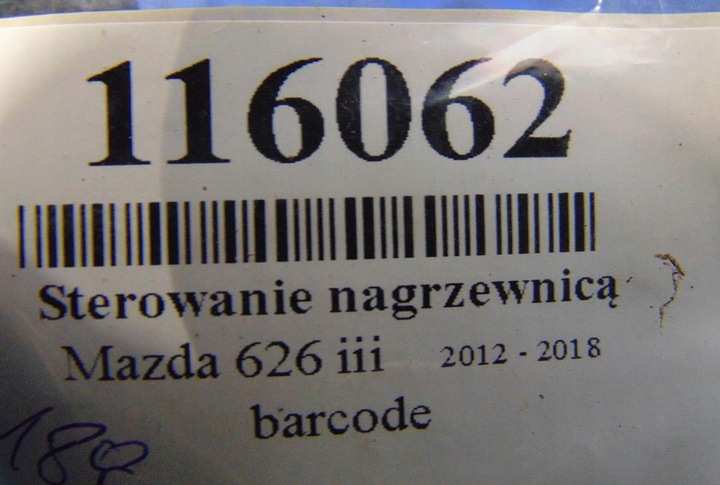 116062
Sterowanie nagrzewnicą
Mazda 626 iii 2012 - 2018
barcode